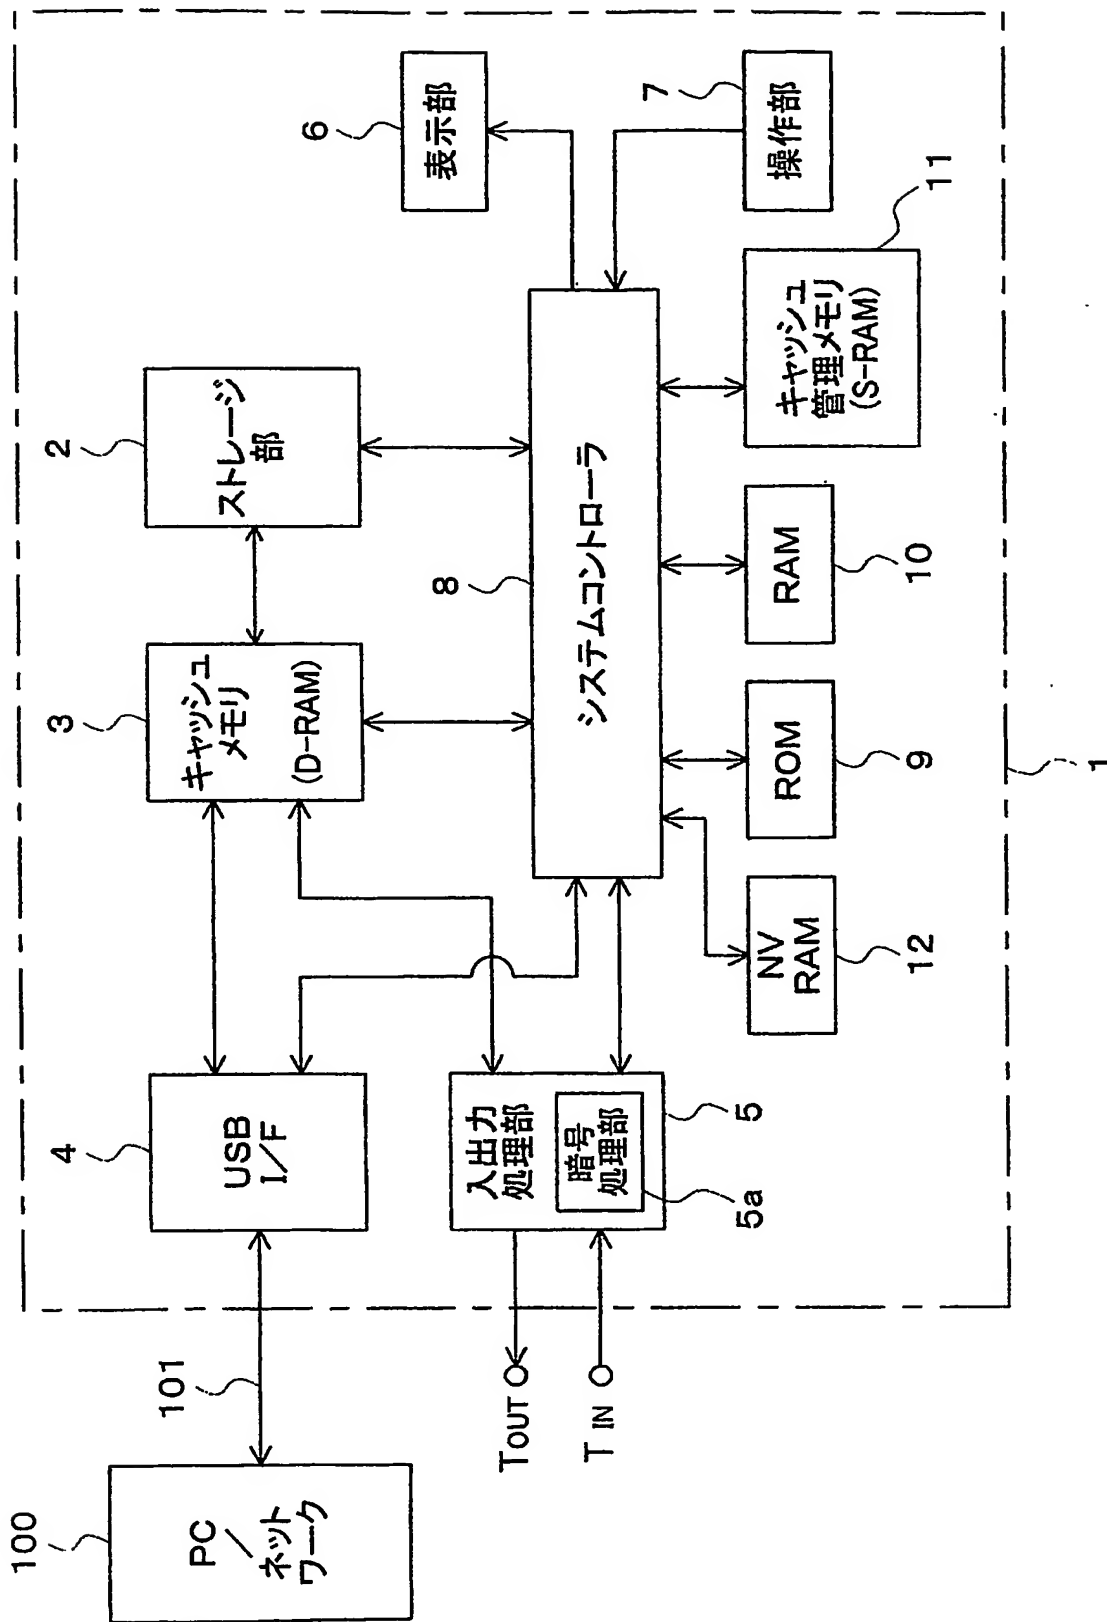 100
PC
/
ネット
ワーク
101
4
USB
I/F
3
キャッシュ
メモリ
(D-RAM)
2
ストレージ
部
6
表示部
7
操作部
8
システムコントローラ
5
入出力
処理部
暗号
処理部
5a
TOUT
TIN
NV
RAM
12
ROM
9
RAM
10
キャッシュ
管理メモリ
(S-RAM)
11
1